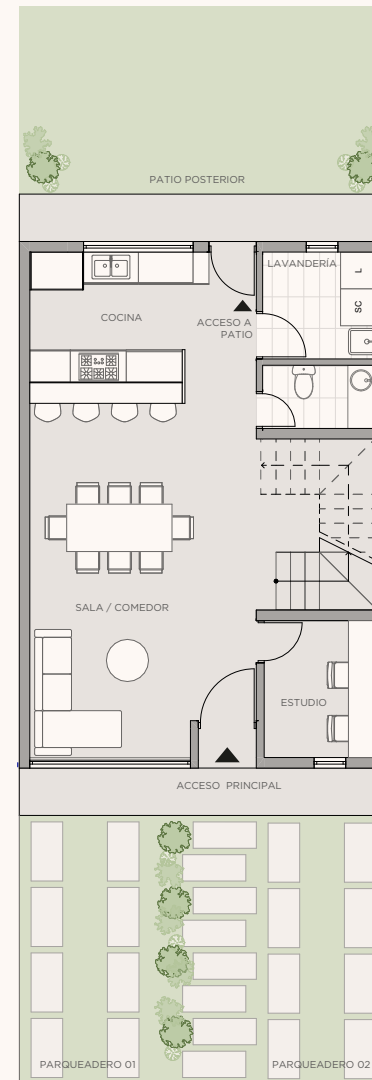 PATIO POSTERIOR
LAVANDERÍA
L
SC
COCINA
ACCESO A
PATIO
SALA / COMEDOR
ESTUDIO
ACCESO PRINCIPAL
PARQUEADERO 01
PARQUEADERO 02